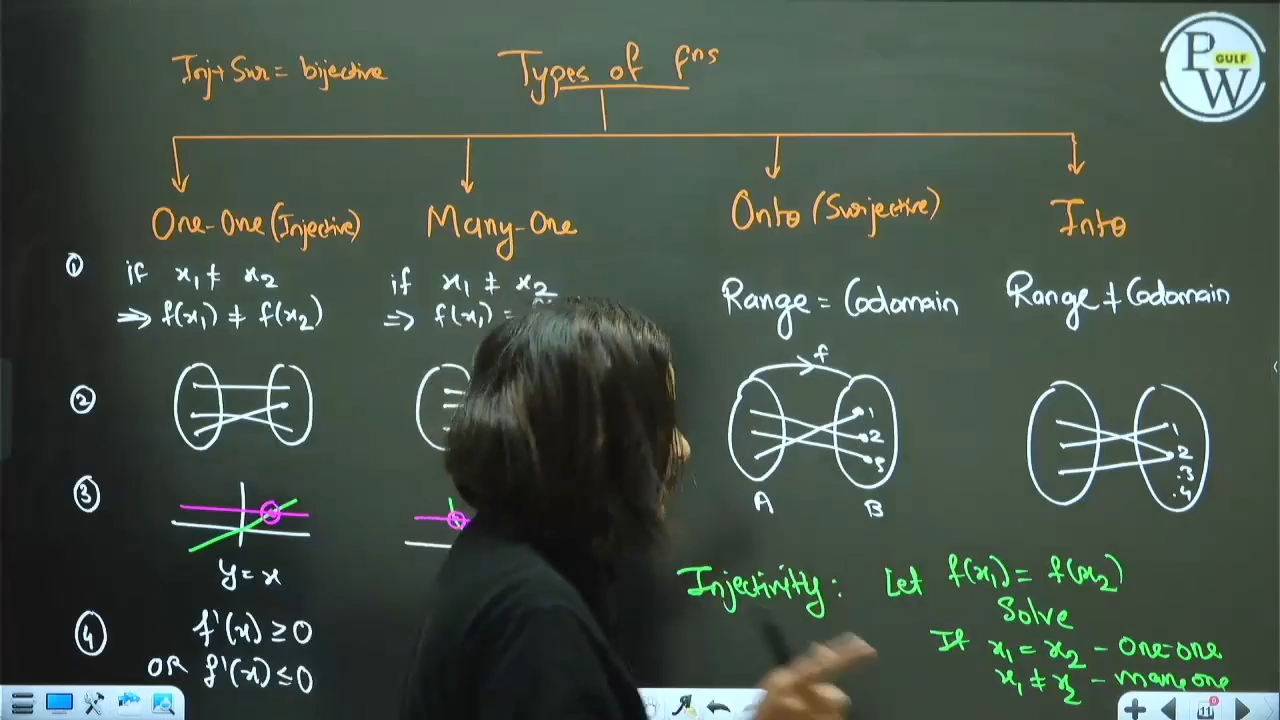 Inj+ Sur = bijective
Types of fns
PW GULF
One-One (Injective)
Many-One
Onto (Surjective)
Into
① if x₁ ≠ x₂
⇒ f(x₁) ≠ f(x₂)
if x₁ ≠ x₂
⇒ f(x₁) =
Range = Codomain
Range ≠ Codomain
②
f
1
2
3
A
B
1
2
.3
.4
③
y = x
④ f'(x) ≥ 0
OR f'(x) ≤ 0
Injectivity: Let f(x₁) = f(x₂)
Solve
If x₁ = x₂ - one-one
x₁ ≠ x₂ - many one
11